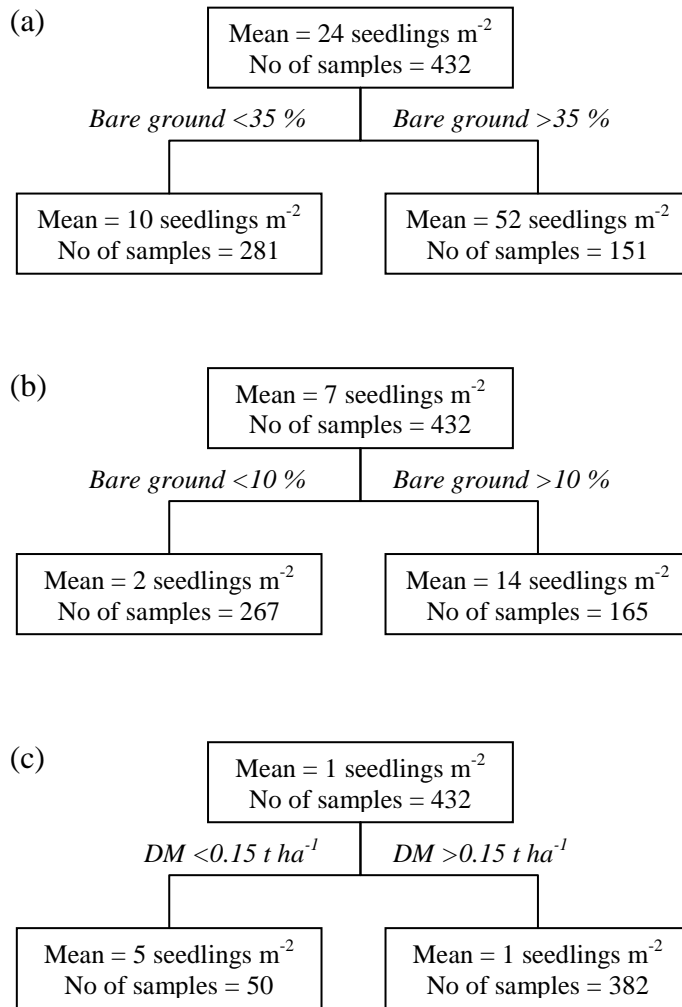 (a)
Mean = 24 seedlings m⁻²
No of samples = 432
Bare ground <35 %
Bare ground >35 %
Mean = 10 seedlings m⁻²
No of samples = 281
Mean = 52 seedlings m⁻²
No of samples = 151
(b)
Mean = 7 seedlings m⁻²
No of samples = 432
Bare ground <10 %
Bare ground >10 %
Mean = 2 seedlings m⁻²
No of samples = 267
Mean = 14 seedlings m⁻²
No of samples = 165
(c)
Mean = 1 seedlings m⁻²
No of samples = 432
DM <0.15 t ha⁻¹
DM >0.15 t ha⁻¹
Mean = 5 seedlings m⁻²
No of samples = 50
Mean = 1 seedlings m⁻²
No of samples = 382